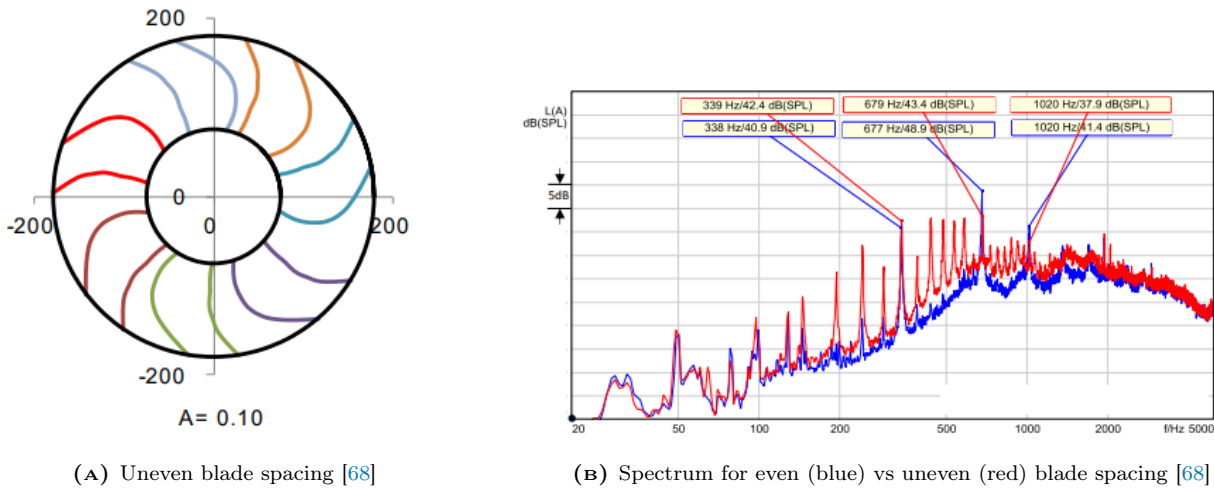 200
-200
0
0
200
-200
A= 0.10
L(A)
dB(SPL)
5dB
339 Hz/42.4 dB(SPL)
679 Hz/43.4 dB(SPL)
1020 Hz/37.9 dB(SPL)
338 Hz/40.9 dB(SPL)
677 Hz/48.9 dB(SPL)
1020 Hz/41.4 dB(SPL)
20 50 100 200 500 1000 2000 f/Hz 5000
(A) Uneven blade spacing [68]
(B) Spectrum for even (blue) vs uneven (red) blade spacing [68]